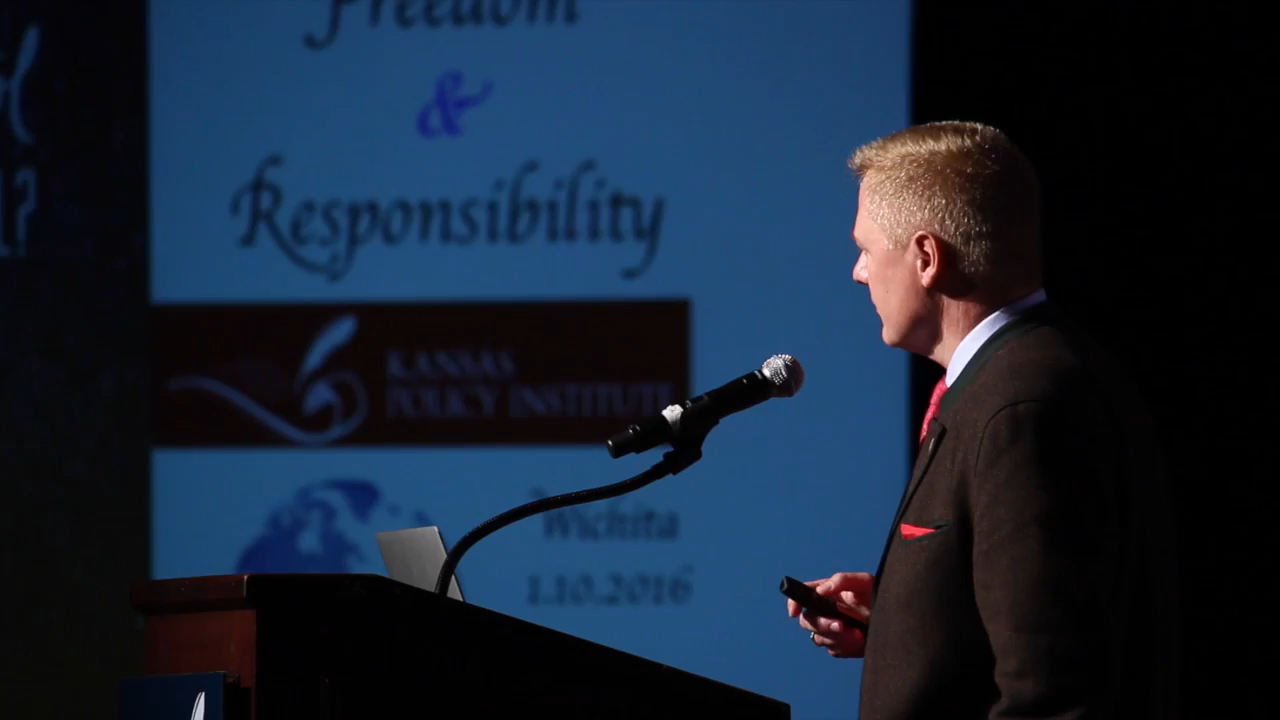 Freedom
&
Responsibility
KANSAS
POLICY INSTITUTE
Wichita
1.10.2016